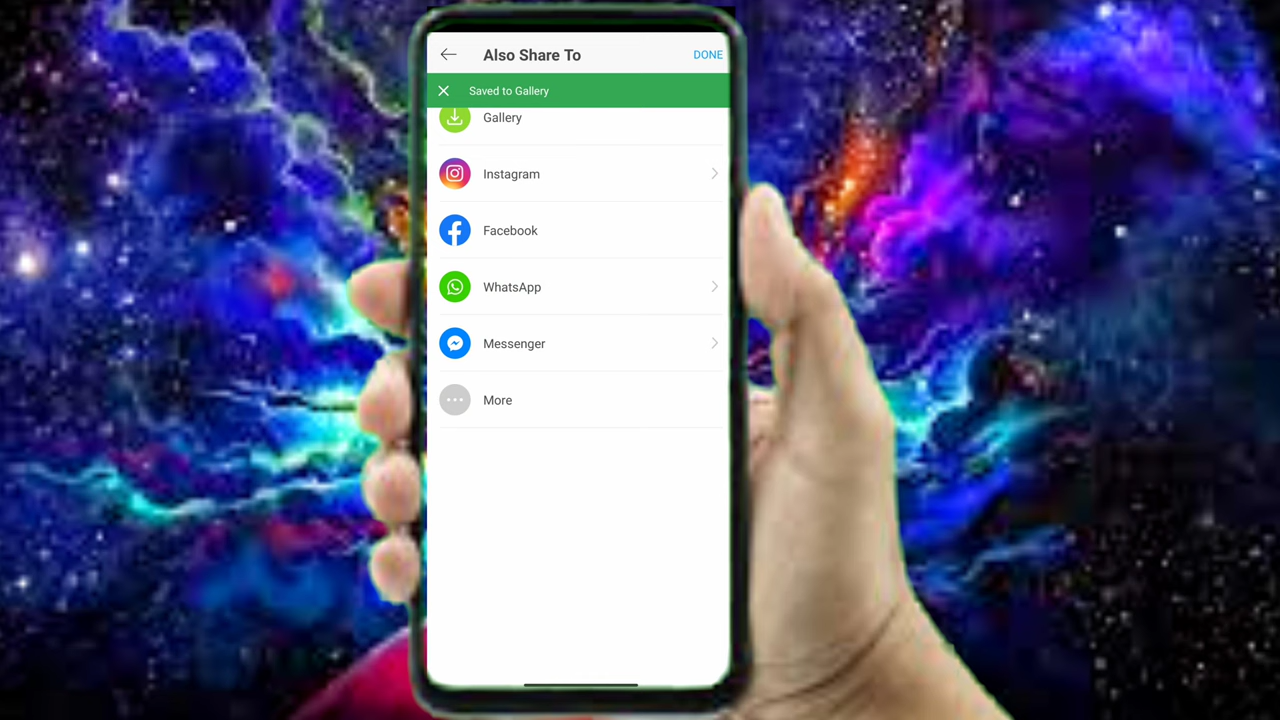 Also Share To
DONE
Saved to Gallery
Gallery
Instagram
Facebook
WhatsApp
Messenger
More